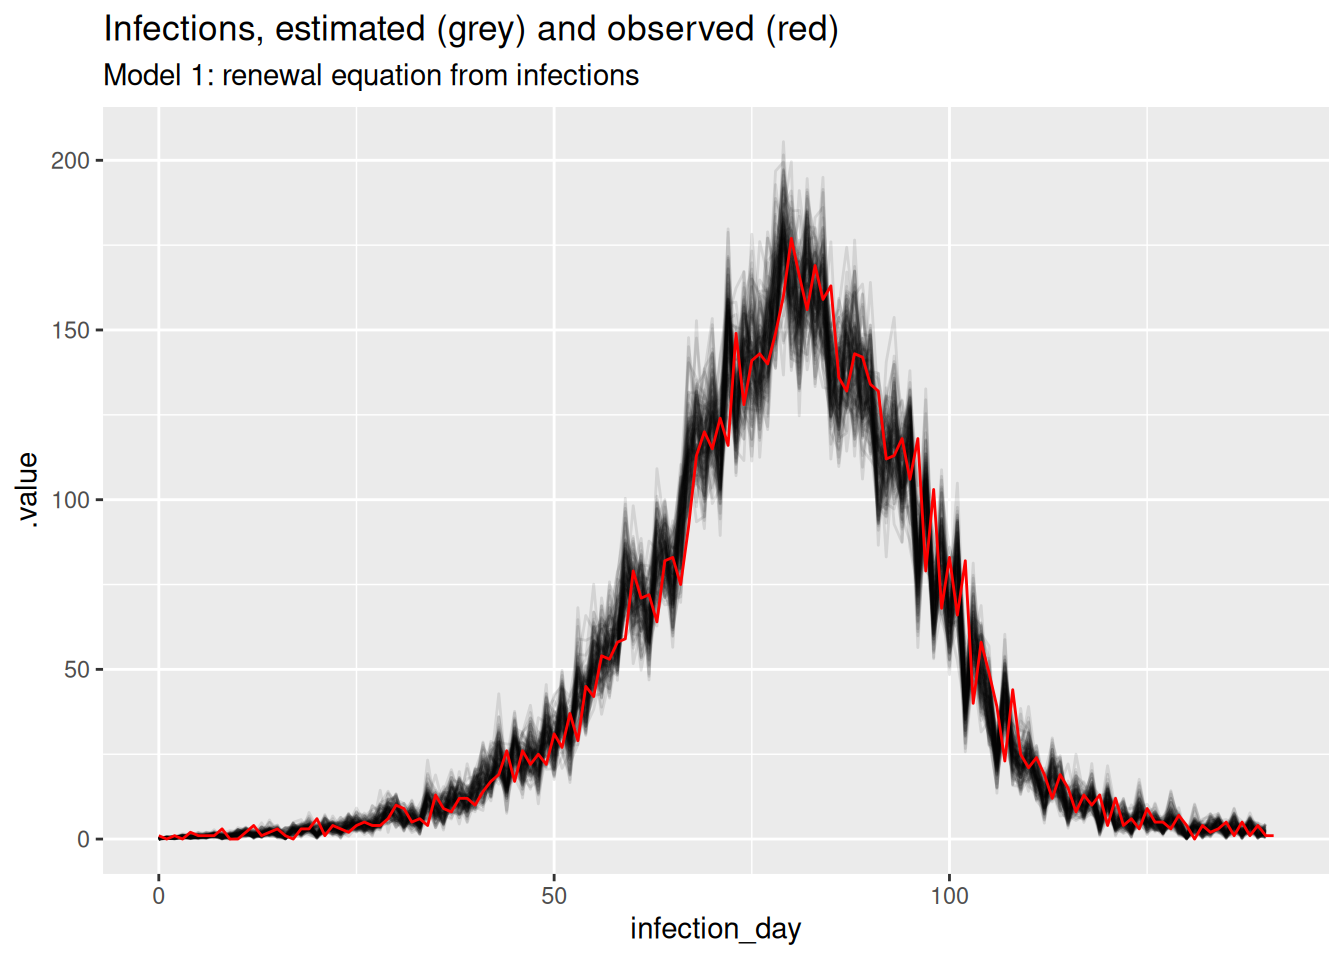 Infections, estimated (grey) and observed (red)
Model 1: renewal equation from infections
200
150
100
50
0
.value
0 50 100
infection_day